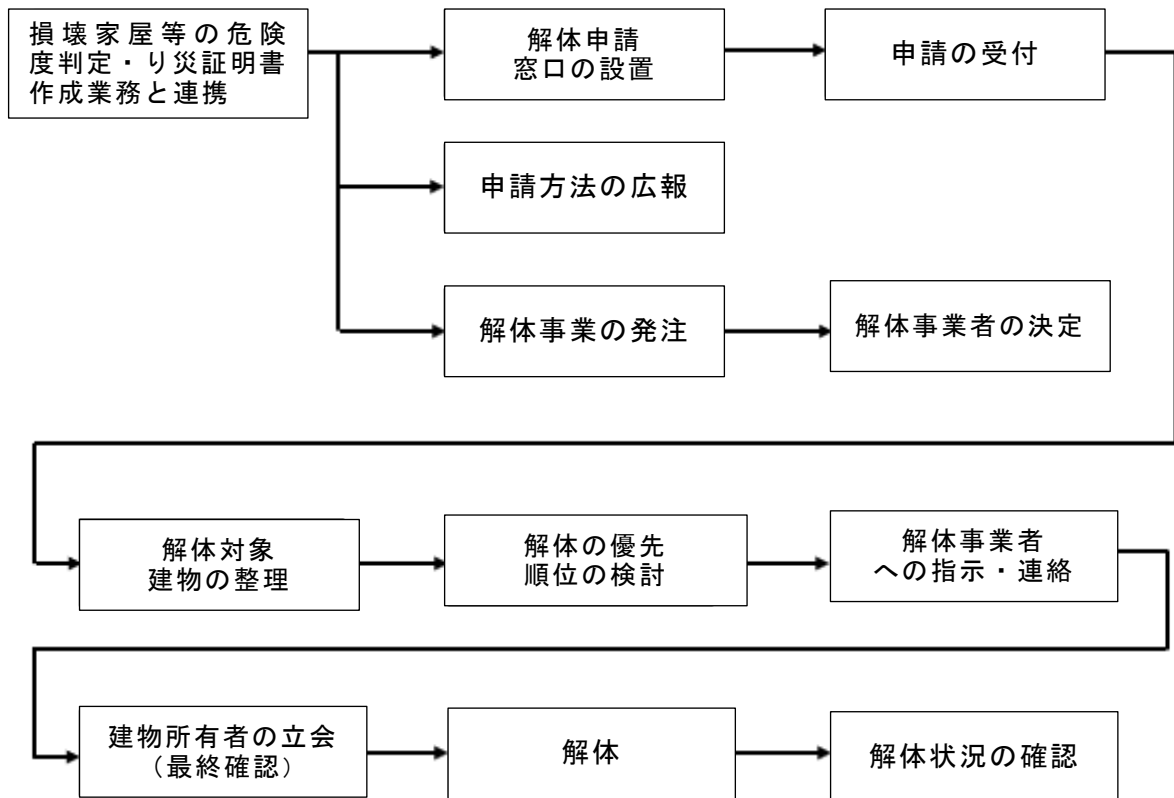 損壊家屋等の危険
度判定・り災証明書
作成業務と連携
解体申請
窓口の設置
申請の受付
申請方法の広報
解体事業の発注
解体事業者の決定
解体対象
建物の整理
解体の優先
順位の検討
解体事業者
への指示・連絡
建物所有者の立会
（最終確認）
解体
解体状況の確認